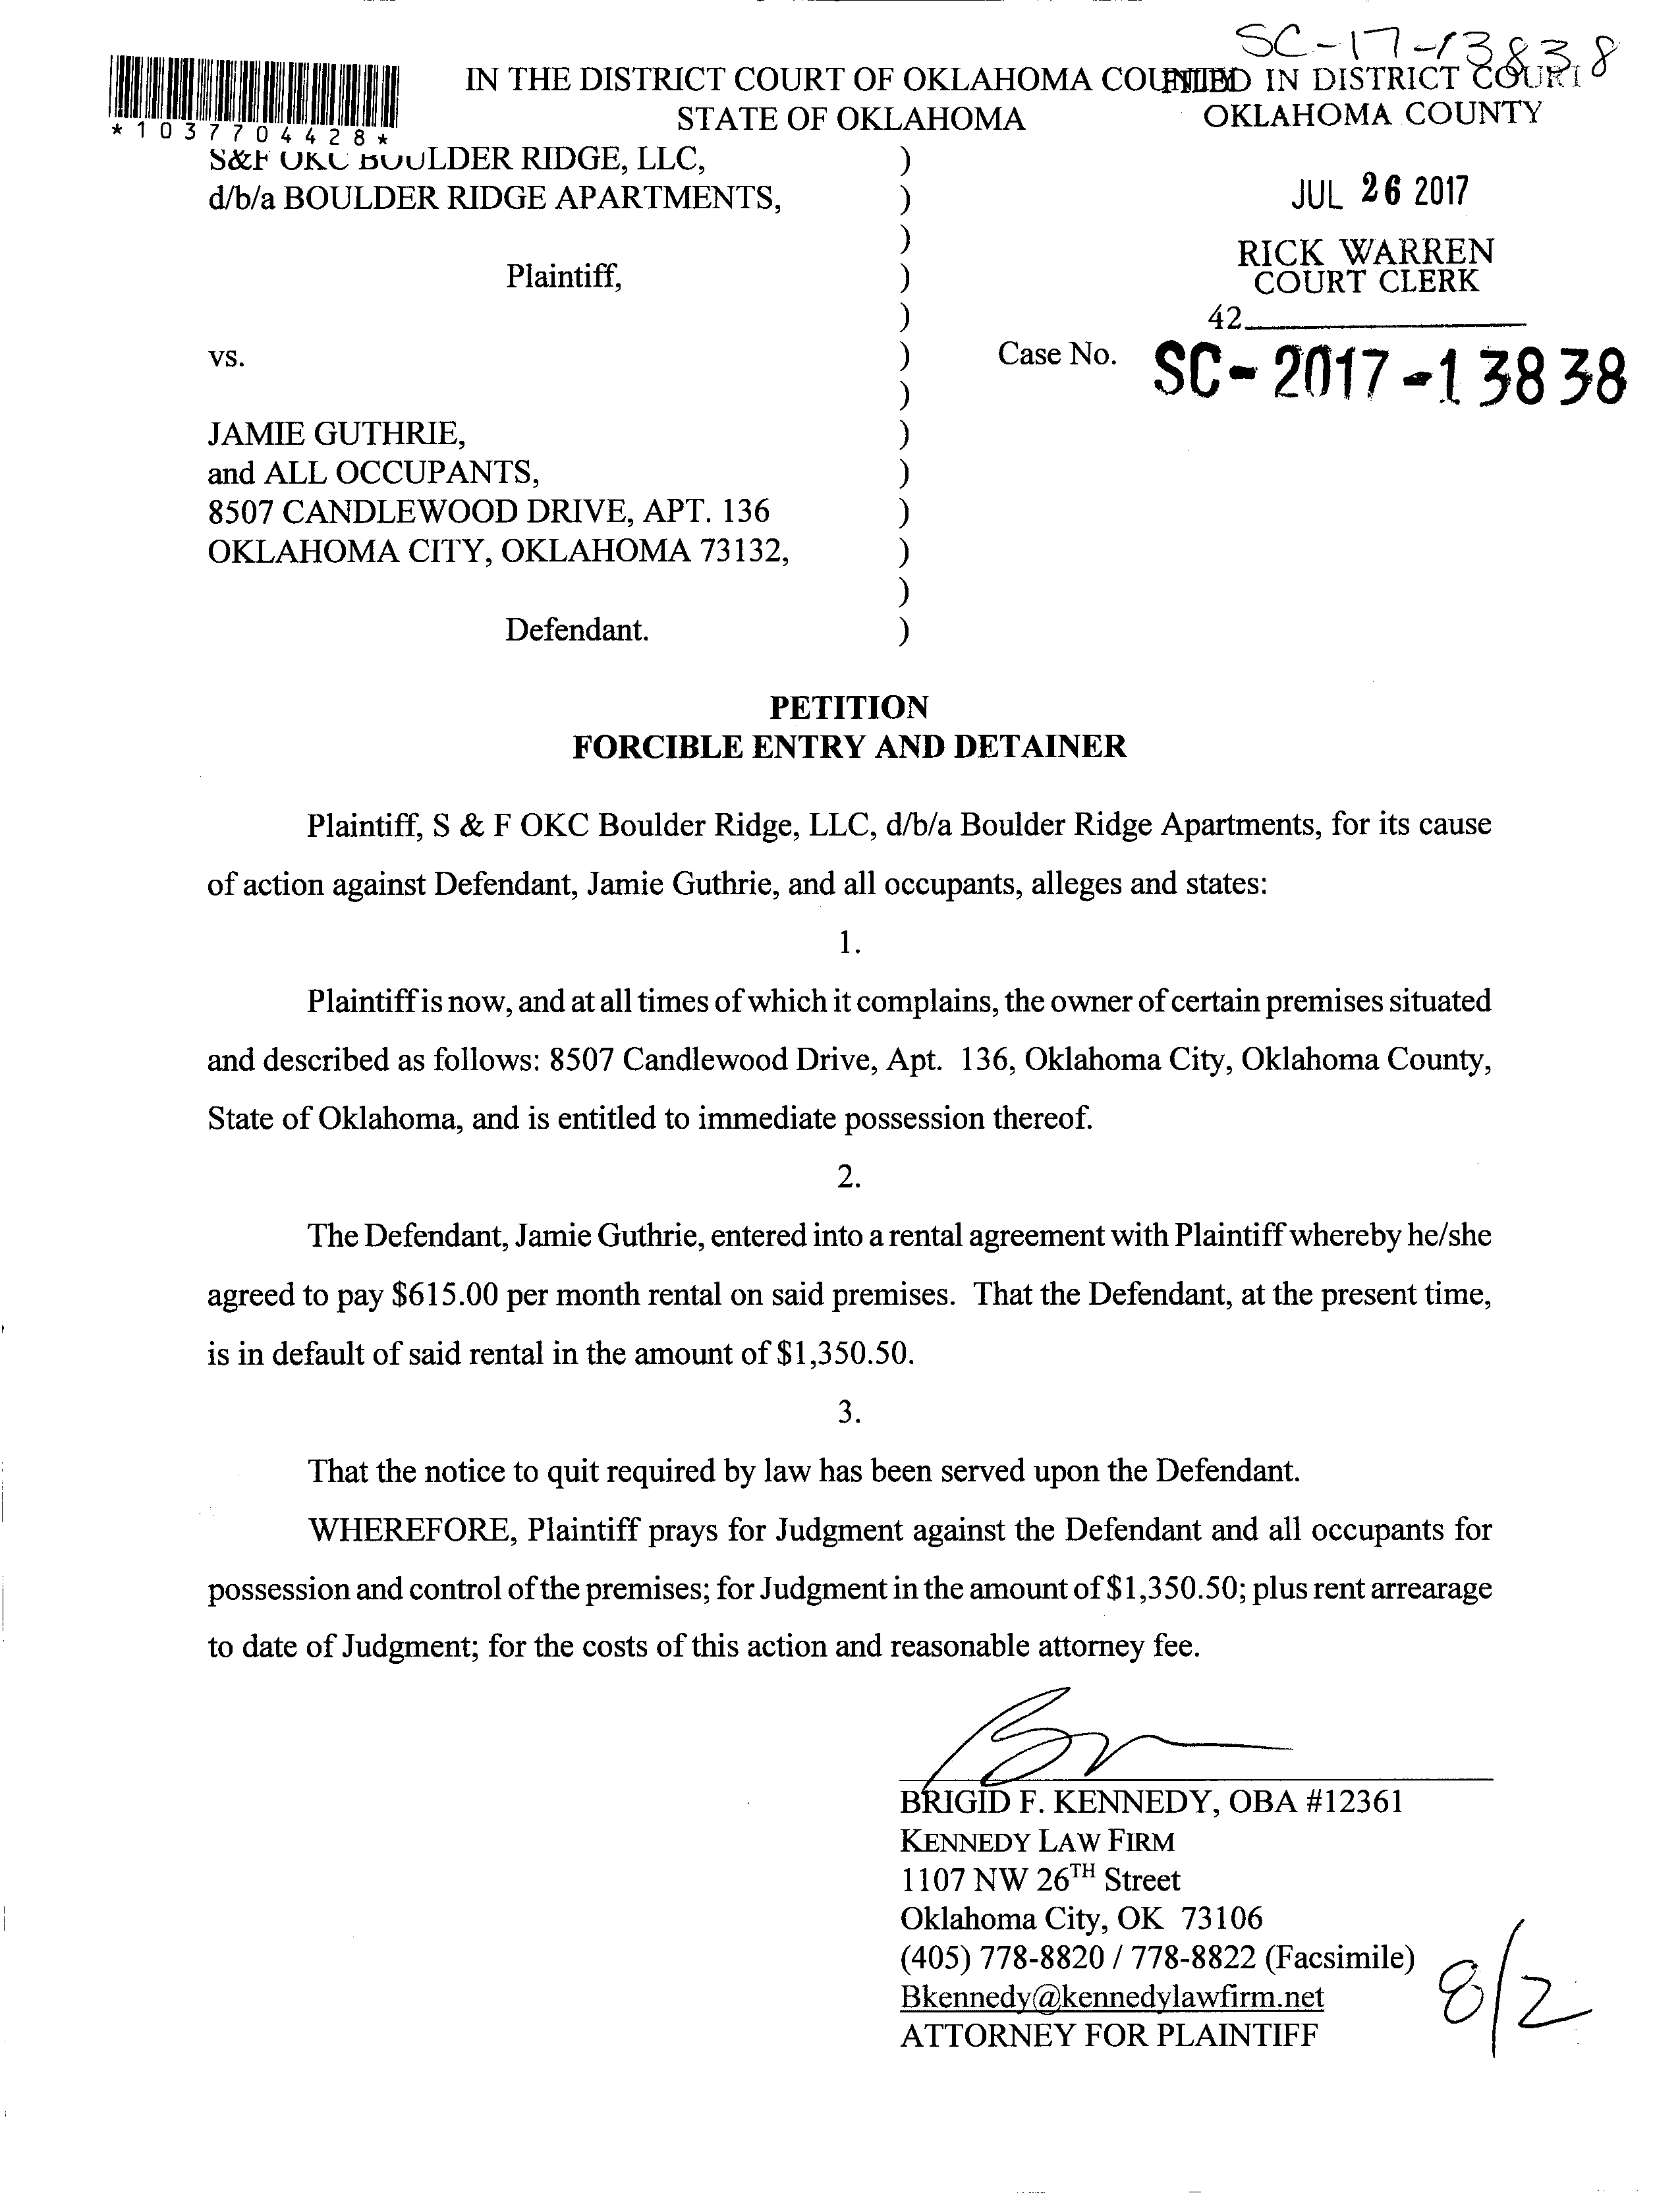 SC-17-13838
IN THE DISTRICT COURT OF OKLAHOMA COUNTY
STATE OF OKLAHOMA
FILED IN DISTRICT COURT
OKLAHOMA COUNTY
*1037704428*
JUL 26 2017
RICK WARREN
COURT CLERK
42
S&F OKC BOULDER RIDGE, LLC, )
d/b/a BOULDER RIDGE APARTMENTS, )
)
Plaintiff, )
)
vs. ) Case No. SC-2017-13838
)
JAMIE GUTHRIE, )
and ALL OCCUPANTS, )
8507 CANDLEWOOD DRIVE, APT. 136 )
OKLAHOMA CITY, OKLAHOMA 73132, )
)
Defendant. )
PETITION
FORCIBLE ENTRY AND DETAINER
Plaintiff, S & F OKC Boulder Ridge, LLC, d/b/a Boulder Ridge Apartments, for its cause
of action against Defendant, Jamie Guthrie, and all occupants, alleges and states:
1.
Plaintiff is now, and at all times of which it complains, the owner of certain premises situated
and described as follows: 8507 Candlewood Drive, Apt. 136, Oklahoma City, Oklahoma County,
State of Oklahoma, and is entitled to immediate possession thereof.
2.
The Defendant, Jamie Guthrie, entered into a rental agreement with Plaintiff whereby he/she
agreed to pay $615.00 per month rental on said premises. That the Defendant, at the present time,
is in default of said rental in the amount of $1,350.50.
3.
That the notice to quit required by law has been served upon the Defendant.
WHEREFORE, Plaintiff prays for Judgment against the Defendant and all occupants for
possession and control of the premises; for Judgment in the amount of $1,350.50; plus rent arrearage
to date of Judgment; for the costs of this action and reasonable attorney fee.
BRIGID F. KENNEDY, OBA #12361
KENNEDY LAW FIRM
1107 NW 26TH Street
Oklahoma City, OK 73106
(405) 778-8820 / 778-8822 (Facsimile)
Bkennedy@kennedylawfirm.net
ATTORNEY FOR PLAINTIFF
8/2